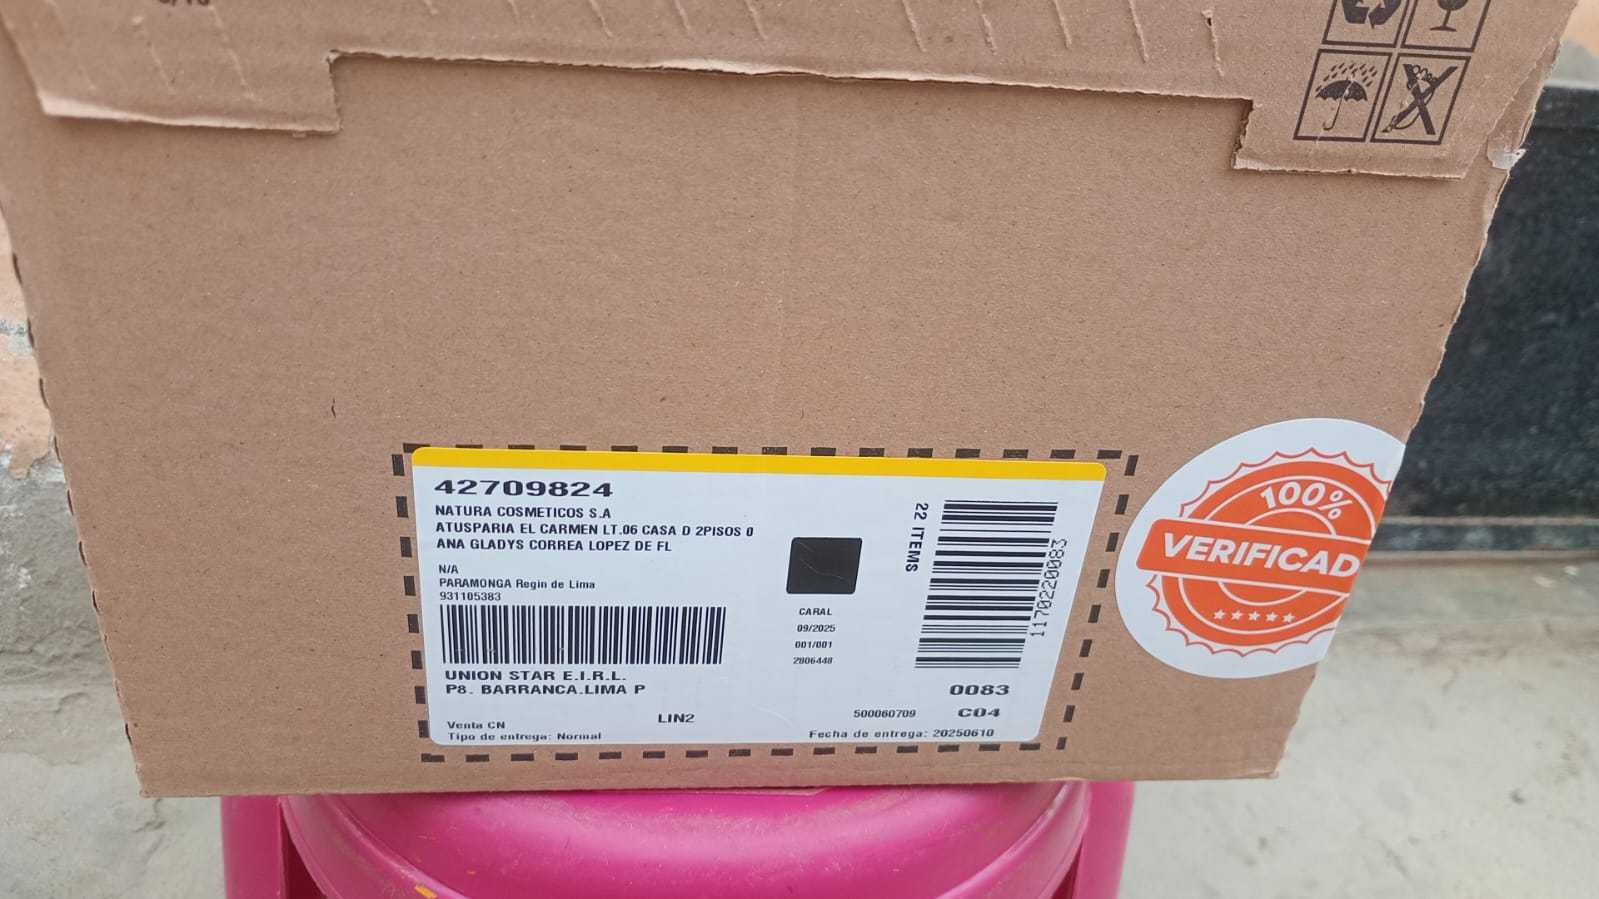 42709824
NATURA COSMETICOS S.A
ATUSPARIA EL CARMEN LT.06 CASA D 2PISOS 0
ANA GLADYS CORREA LOPEZ DE FL
N/A
PARAMONGA Regin de Lima
931105383
UNION STAR E.I.R.L.
P8. BARRANCA.LIMA P
LIN2
Venta CN
Tipo de entrega: Normal
CARAL
09/2025
001/001
2806448
22 ITEMS
1170220083
0083
500060709 C04
Fecha de entrega: 20250610
100%
VERIFICAD